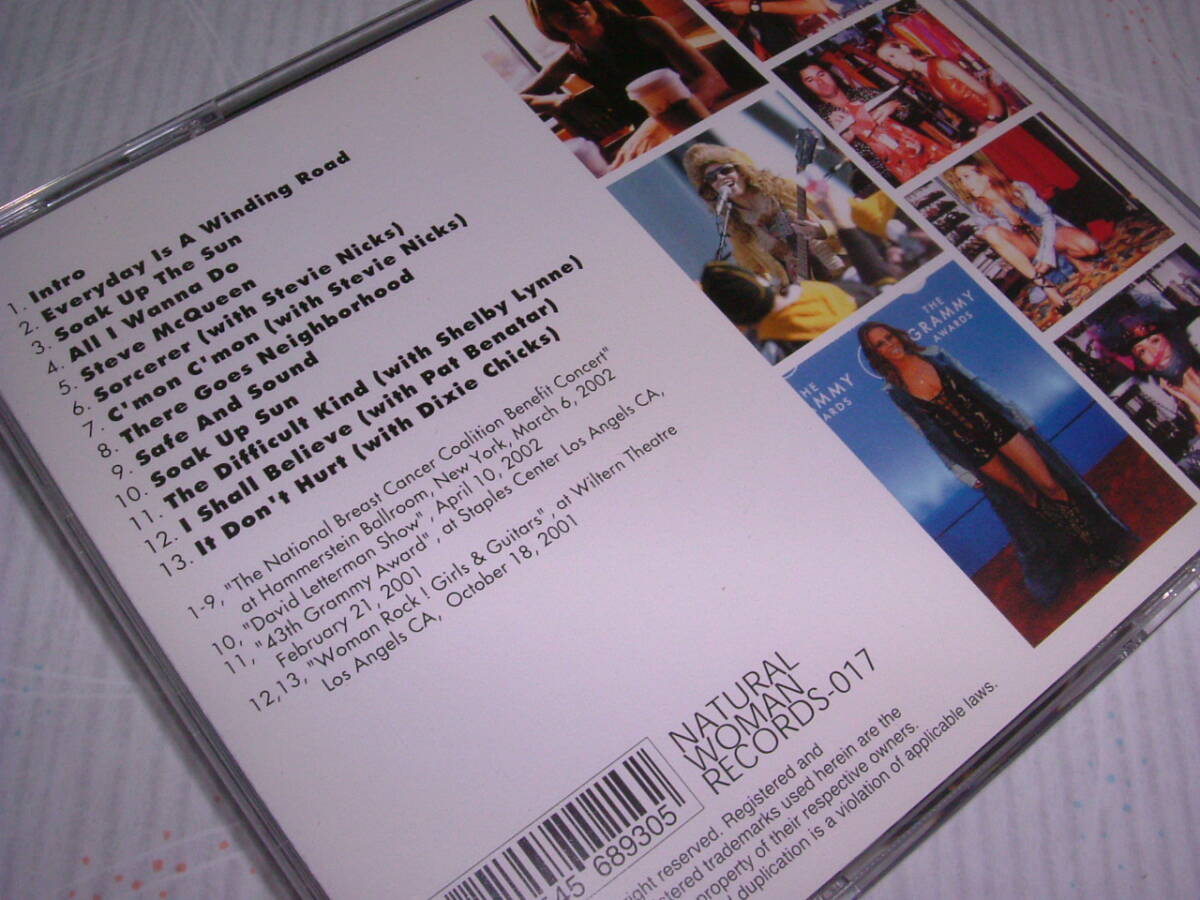 1. Intro
2. Everyday Is A Winding Road
3. Soak Up The Sun
4. All I Wanna Do
5. Steve McQueen
6. Sorcerer (with Stevie Nicks)
7. C'mon C'mon (with Stevie Nicks)
8. There Goes Neighborhood
9. Safe And Sound
10. Soak Up Sun
11. The Difficult Kind (with Shelby Lynne)
12. I Shall Believe (with Pat Benatar)
13. It Don't Hurt (with Dixie Chicks)
1-9, "The National Breast Cancer Coalition Benefit Concert"
at Hammerstein Ballroom, New York, March 6, 2002
10, "David Letterman Show", April 10, 2002
11, "43th Grammy Award", at Staples Center Los Angels CA,
February 21, 2001
12,13, "Woman Rock ! Girls & Guitars", at Wiltern Theatre
Los Angels CA, October 18, 2001
THE
GRAMMY
AWARDS
THE
NATURAL
WOMAN
RECORDS-017
45 689305
right reserved. Registered and
trademarks used herein are the
property of their respective owners.
duplication is a violation of applicable laws.